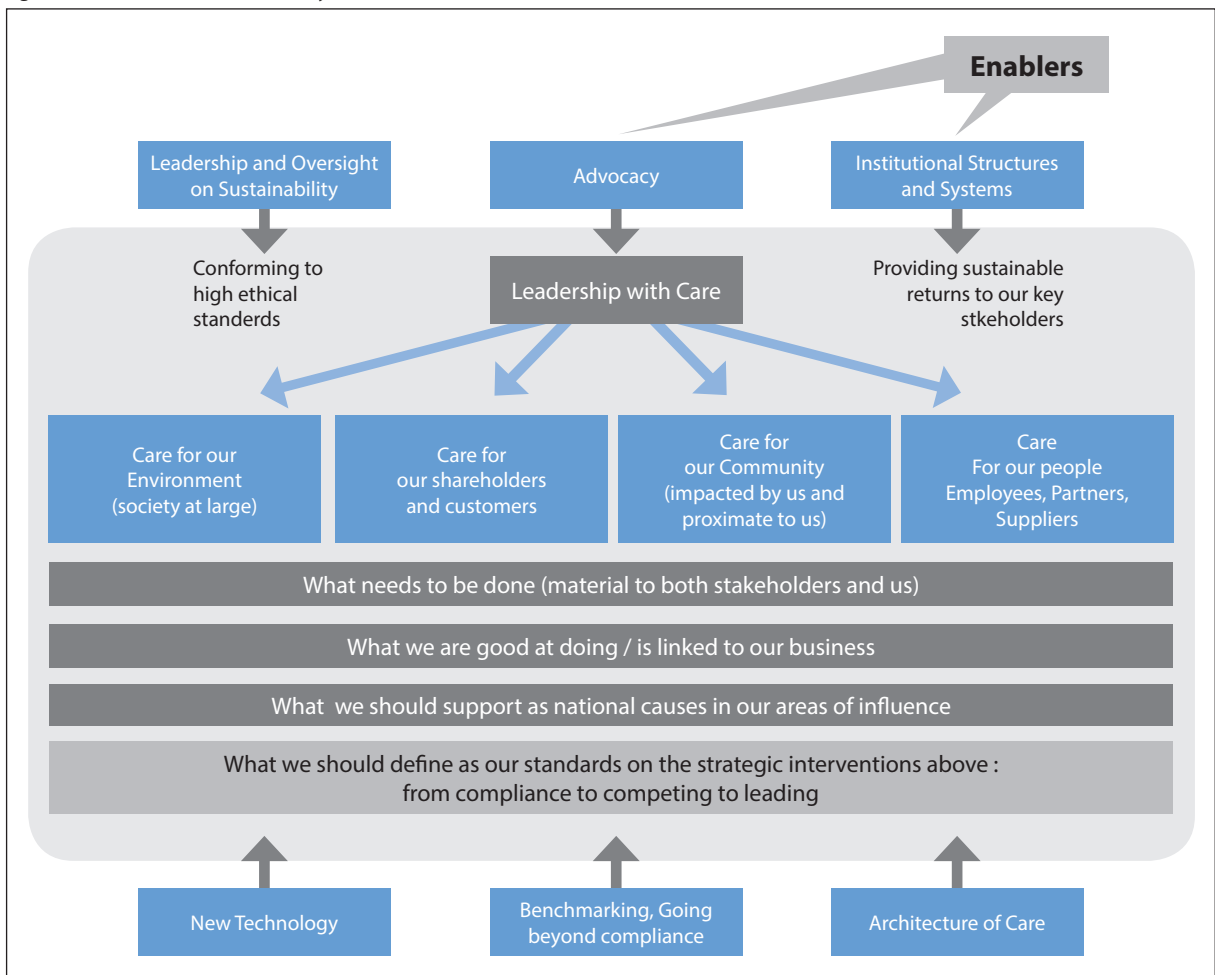 Enablers
Leadership and Oversight
on Sustainability
Advocacy
Institutional Structures
and Systems
Conforming to
high ethical
standerds
Leadership with Care
Providing sustainable
returns to our key
stkeholders
Care for our
Environment
(society at large)
Care for
our shareholders
and customers
Care for
our Community
(impacted by us and
proximate to us)
Care
For our people
Employees, Partners,
Suppliers
What needs to be done (material to both stakeholders and us)
What we are good at doing / is linked to our business
What we should support as national causes in our areas of influence
What we should define as our standards on the strategic interventions above :
from compliance to competing to leading
New Technology
Benchmarking, Going
beyond compliance
Architecture of Care